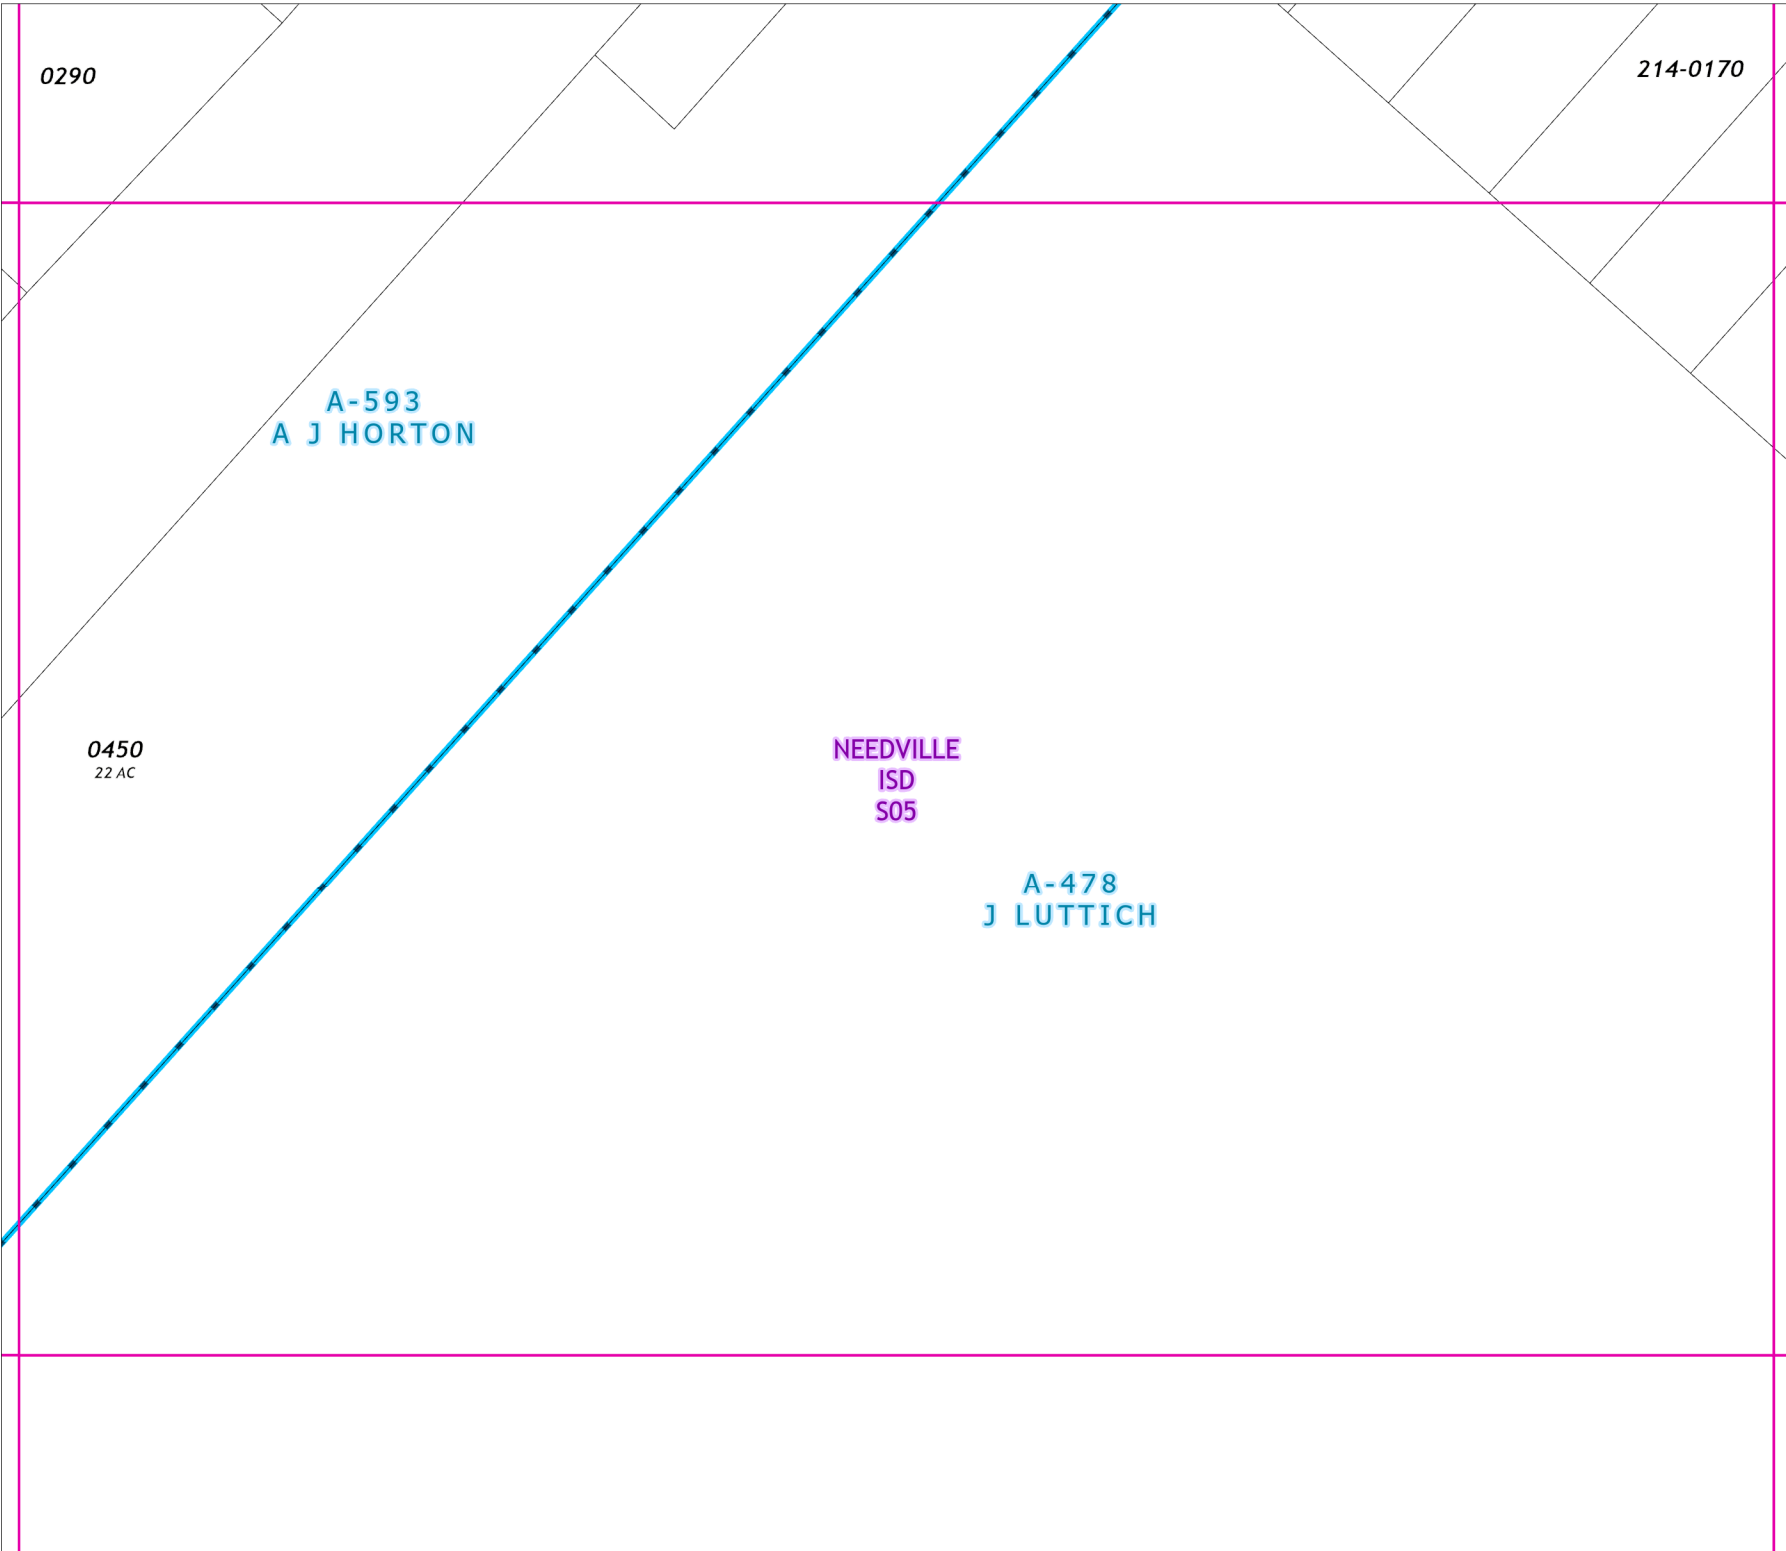 0290
214-0170
A-593
A J HORTON
0450
22 AC
NEEDVILLE
ISD
S05
A-478
J LUTTICH